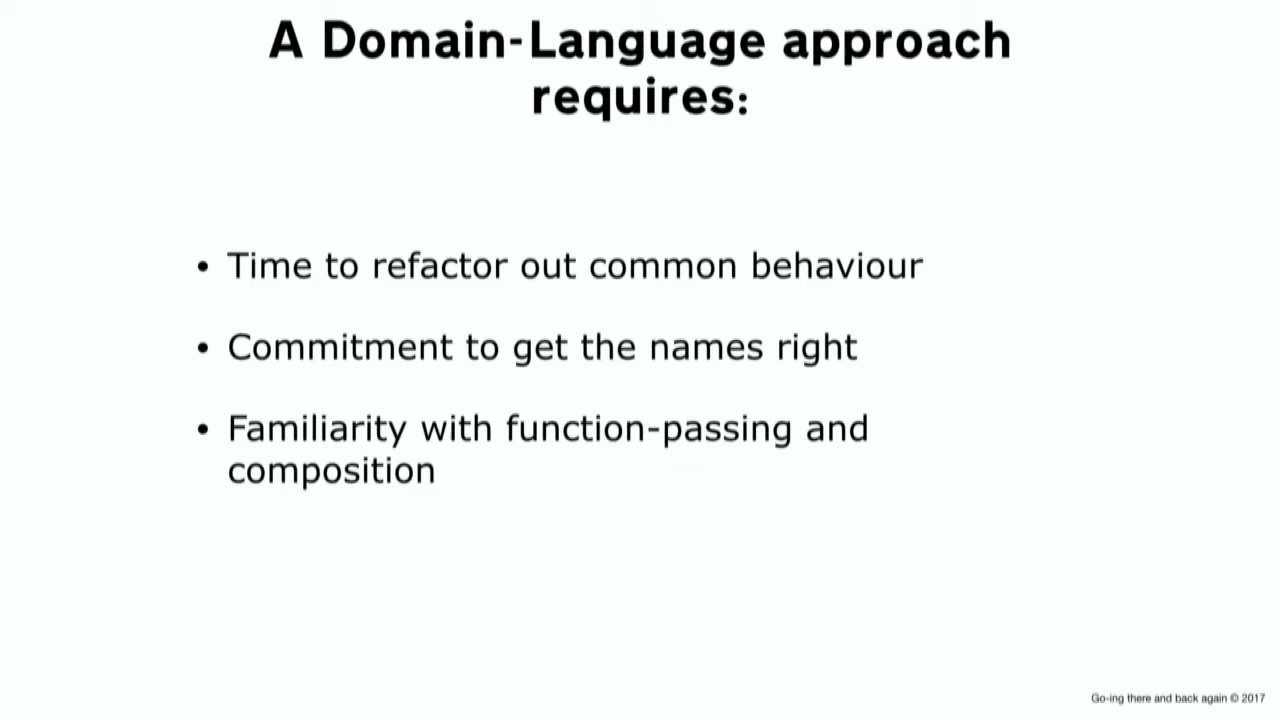 A Domain-Language approach
requires:
• Time to refactor out common behaviour
• Commitment to get the names right
• Familiarity with function-passing and
composition
Go-ing there and back again © 2017